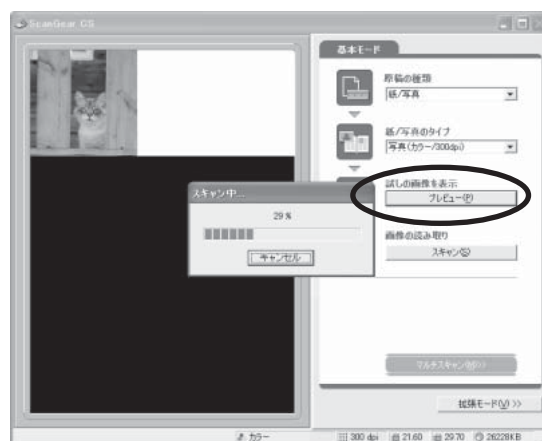 ScanGear CS
基本モード
原稿の種類
紙/写真
紙/写真のタイプ
写真(カラー/300dpi)
試しの画像を表示
プレビュー(P)
スキャン中...
29 %
キャンセル
画像の読み取り
スキャン(S)
マルチスキャン(M)>>
拡張モード(V) >>
カラー
300 dpi
21.60
29.70
26228KB